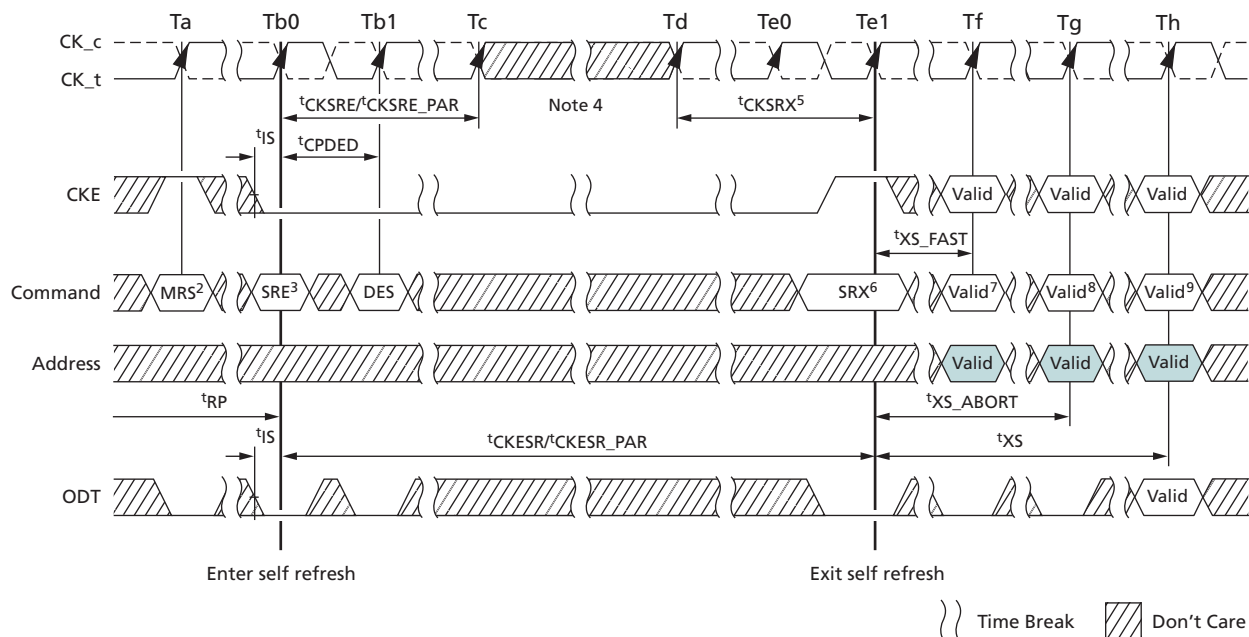 Ta Tb0 Tb1 Tc Td Te0 Te1 Tf Tg Th
CK_c
CK_t
tCKSRE/tCKSRE_PAR Note 4 tCKSRX5
tIS
tCPDED
CKE Valid Valid Valid
tXS_FAST
Command MRS2 SRE3 DES SRX6 Valid7 Valid8 Valid9
Address Valid Valid Valid
tRP tXS_ABORT
tIS tCKESR/tCKESR_PAR tXS
ODT Valid
Enter self refresh Exit self refresh
Time Break Don't Care